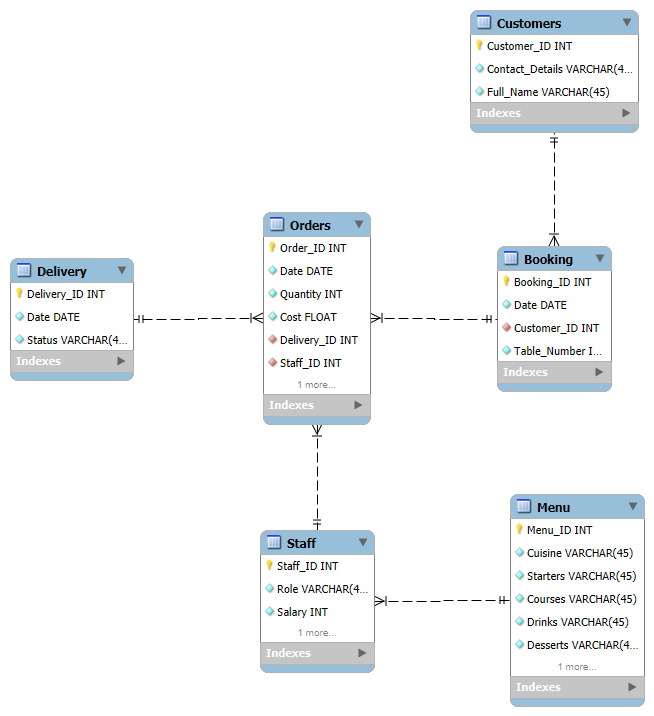 Customers
Customer_ID INT
Contact_Details VARCHAR(4...
Full_Name VARCHAR(45)
Indexes
Orders
Order_ID INT
Date DATE
Quantity INT
Cost FLOAT
Delivery_ID INT
Staff_ID INT
1 more...
Indexes
Delivery
Delivery_ID INT
Date DATE
Status VARCHAR(4...
Indexes
Booking
Booking_ID INT
Date DATE
Customer_ID INT
Table_Number I...
Indexes
Staff
Staff_ID INT
Role VARCHAR(4...
Salary INT
1 more...
Indexes
Menu
Menu_ID INT
Cuisine VARCHAR(45)
Starters VARCHAR(45)
Courses VARCHAR(45)
Drinks VARCHAR(45)
Desserts VARCHAR(4...
1 more...
Indexes